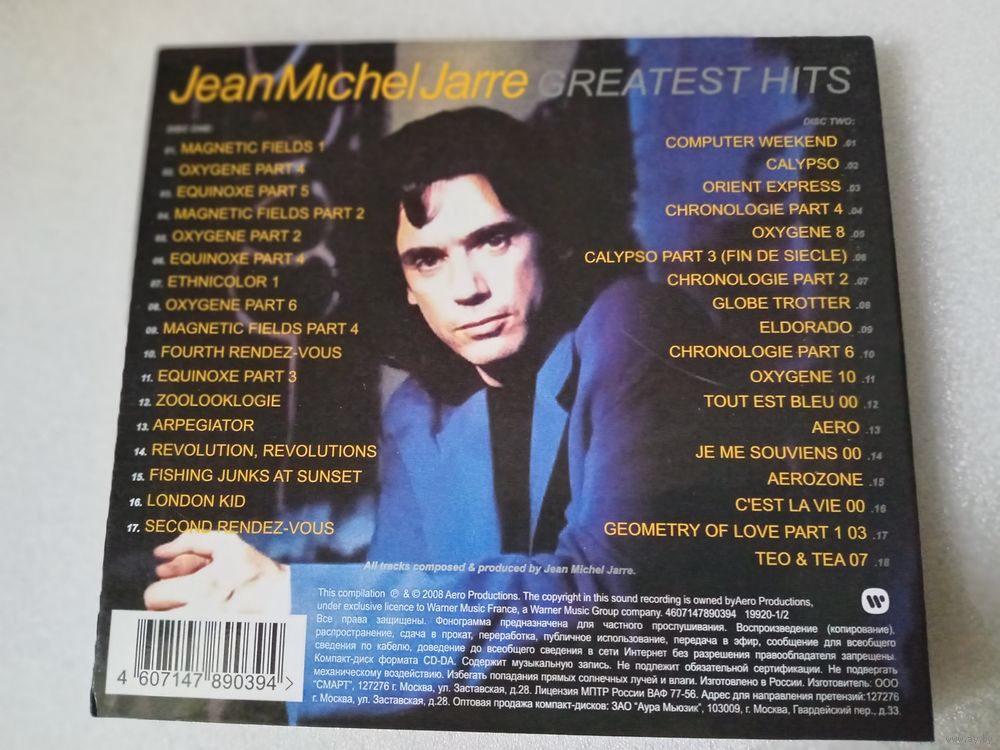 Jean Michel Jarre GREATEST HITS
DISC ONE:
01. MAGNETIC FIELDS 1
02. OXYGENE PART 4
03. EQUINOXE PART 5
04. MAGNETIC FIELDS PART 2
05. OXYGENE PART 2
06. EQUINOXE PART 4
07. ETHNICOLOR 1
08. OXYGENE PART 6
09. MAGNETIC FIELDS PART 4
10. FOURTH RENDEZ-VOUS
11. EQUINOXE PART 3
12. ZOOLOOKLOGIE
13. ARPEGIATOR
14. REVOLUTION, REVOLUTIONS
15. FISHING JUNKS AT SUNSET
16. LONDON KID
17. SECOND RENDEZ-VOUS
DISC TWO:
COMPUTER WEEKEND .01
CALYPSO .02
ORIENT EXPRESS .03
CHRONOLOGIE PART 4 .04
OXYGENE 8 .05
CALYPSO PART 3 (FIN DE SIECLE) .06
CHRONOLOGIE PART 2 .07
GLOBE TROTTER .08
ELDORADO .09
CHRONOLOGIE PART 6 .10
OXYGENE 10 .11
TOUT EST BLEU 00 .12
AERO .13
JE ME SOUVIENS 00 .14
AEROZONE .15
C'EST LA VIE 00 .16
GEOMETRY OF LOVE PART 1 03 .17
TEO & TEA 07 .18
All tracks composed & produced by Jean Michel Jarre.
This compilation ℗ & © 2008 Aero Productions. The copyright in this sound recording is owned byAero Productions,
under exclusive licence to Warner Music France, a Warner Music Group company. 4607147890394 19920-1/2
Все права защищены. Фонограмма предназначена для частного прослушивания. Воспроизведение (копирование),
распространение, сдача в прокат, переработка, публичное исполнение, передача в эфир, сообщение для всеобщего
сведения по кабелю, доведение до всеобщего сведения в сети Интернет без разрешения правообладателя запрещены.
Компакт-диск формата CD-DA. Содержит музыкальную запись. Не подлежит обязательной сертификации. Не подвергать
механическому воздействию. Избегать попадания прямых солнечных лучей и влаги. Изготовлено в России. Изготовитель: ООО
"СМАРТ", 127276 г. Москва, ул. Заставская, д.28. Лицензия МПТР России ВАФ 77-56. Адрес для направления претензий:127276
г. Москва, ул. Заставская, д.28. Оптовая продажа компакт-дисков: ЗАО "Аура Мьюзик", 103009, г. Москва, Гвардейский пер., д.33.
4 607147 890394 >